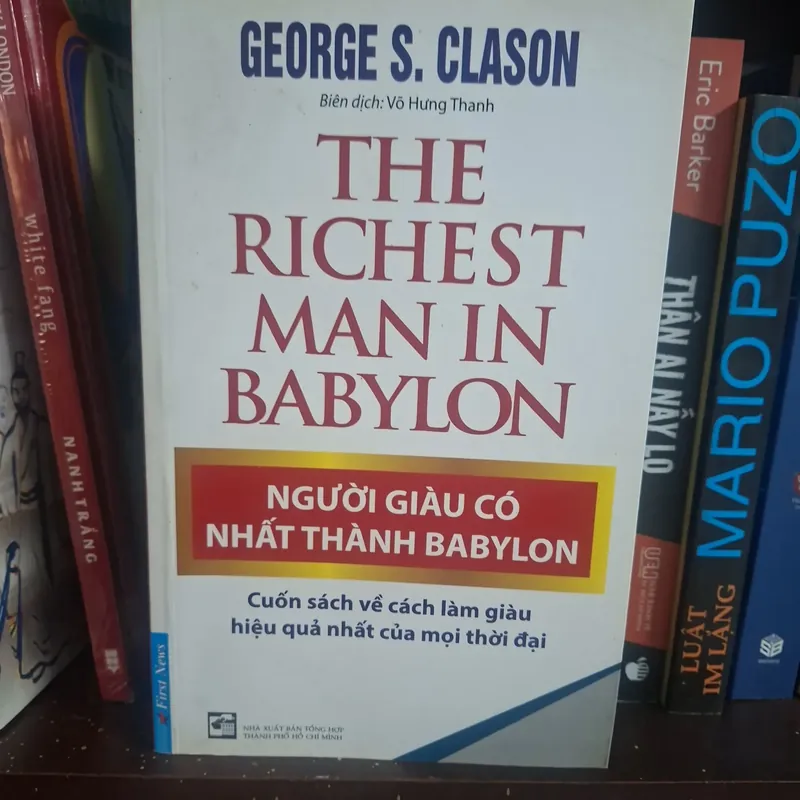 GEORGE S. CLASON
Biên dịch: Võ Hưng Thanh
THE
RICHEST
MAN IN
BABYLON
NGƯỜI GIÀU CÓ
NHẤT THÀNH BABYLON
Cuốn sách về cách làm giàu
hiệu quả nhất của mọi thời đại
First News
NHÀ XUẤT BẢN TỔNG HỢP
THÀNH PHỐ HỒ CHÍ MINH
LONDON
white fang
NANH TRẮNG
Eric Barker
THÂN AI NẤY LO
MARIO PUZO
LUẬT
IM LẶNG